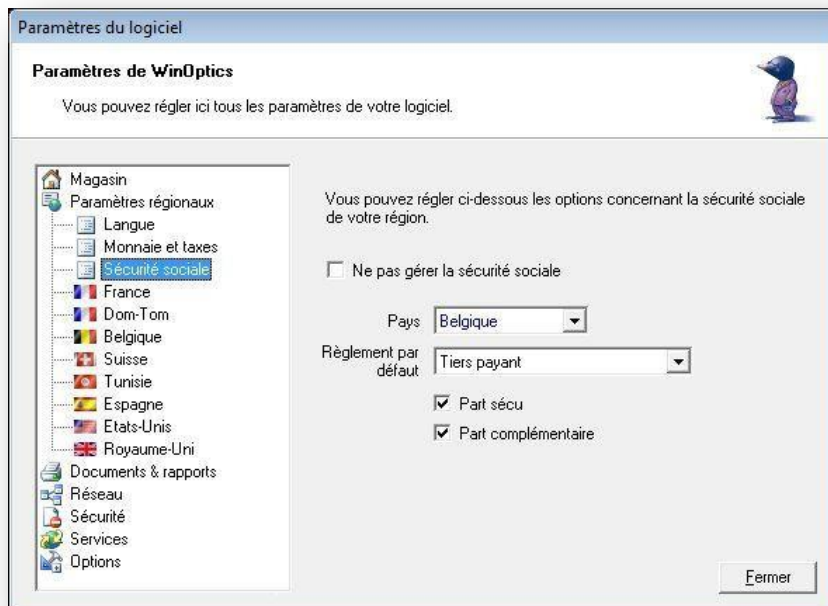 Paramètres du logiciel
Paramètres de WinOptics
Vous pouvez régler ici tous les paramètres de votre logiciel.
Magasin
Paramètres régionaux
Langue
Monnaie et taxes
Sécurité sociale
France
Dom-Tom
Belgique
Suisse
Tunisie
Espagne
Etats-Unis
Royaume-Uni
Documents & rapports
Réseau
Sécurité
Services
Options
Vous pouvez régler ci-dessous les options concernant la sécurité sociale
de votre région.
Ne pas gérer la sécurité sociale
Pays Belgique
Règlement par
défaut Tiers payant
Part sécu
Part complémentaire
Fermer